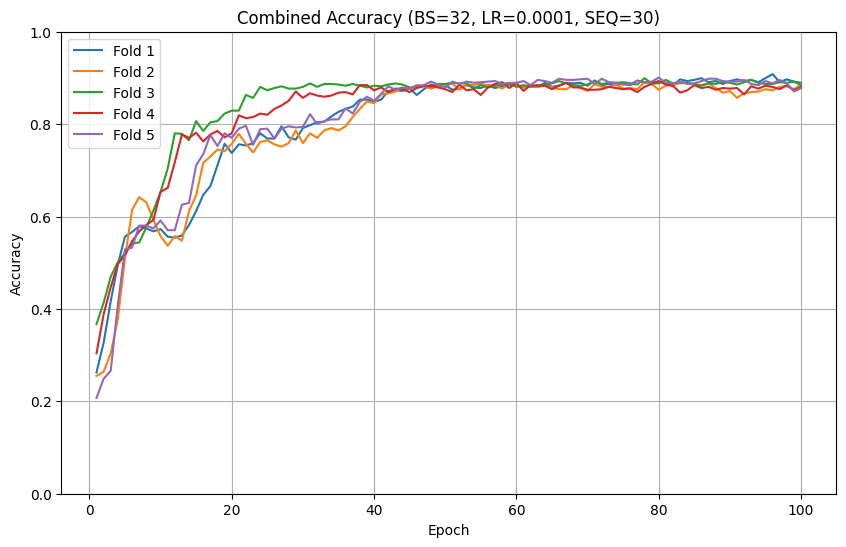 Combined Accuracy (BS=32, LR=0.0001, SEQ=30)
Fold 1
Fold 2
Fold 3
Fold 4
Fold 5
Accuracy
1.0
0.8
0.6
0.4
0.2
0.0
0
20
40
60
80
100
Epoch